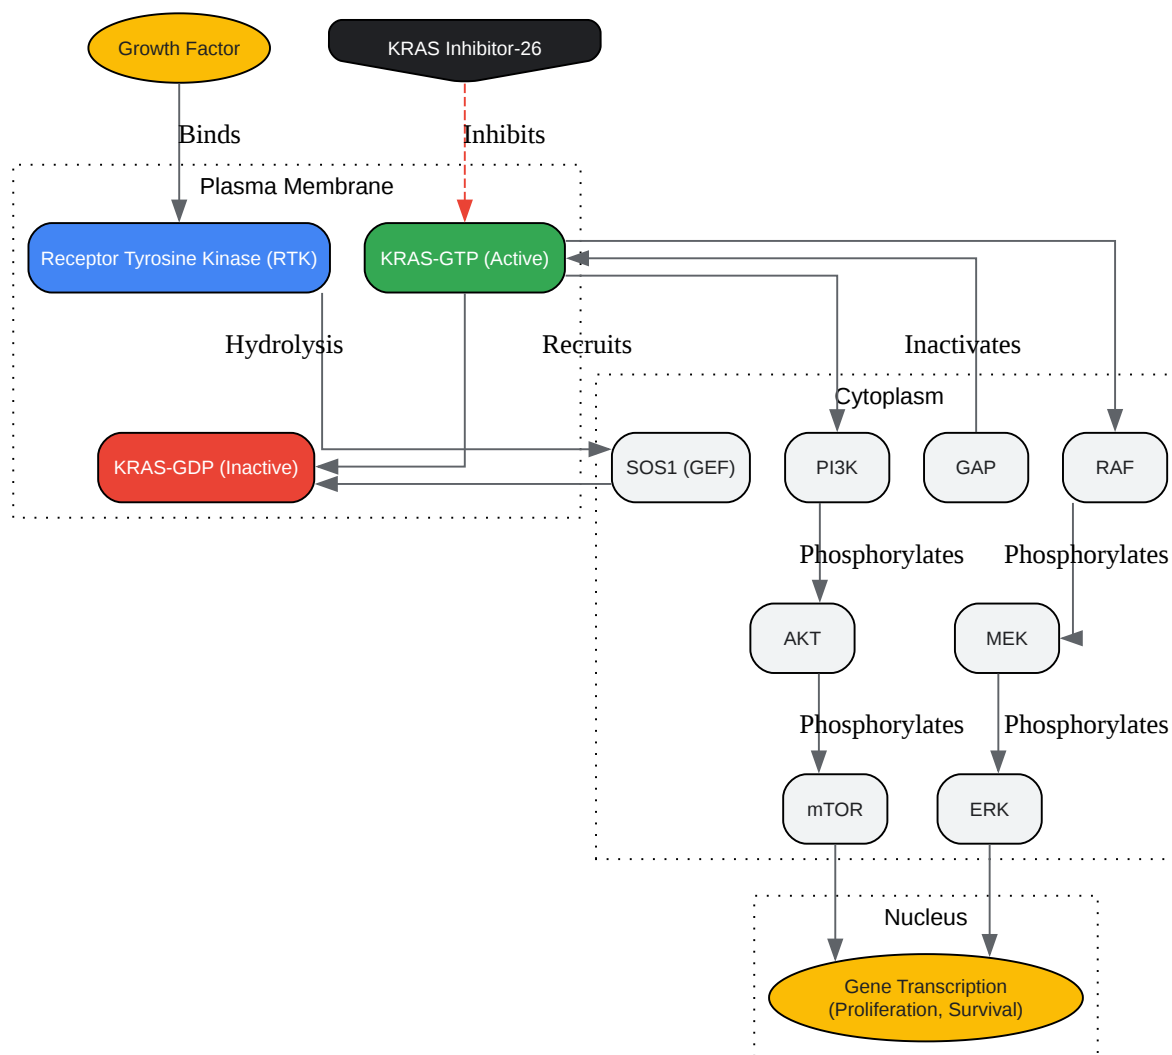 Growth Factor
KRAS Inhibitor-26
Binds
Inhibits
Plasma Membrane
Receptor Tyrosine Kinase (RTK)
KRAS-GTP (Active)
Hydrolysis
Recruits
Inactivates
Cytoplasm
KRAS-GDP (Inactive)
SOS1 (GEF)
PI3K
GAP
RAF
Phosphorylates
Phosphorylates
AKT
MEK
Phosphorylates
Phosphorylates
mTOR
ERK
Nucleus
Gene Transcription
(Proliferation, Survival)